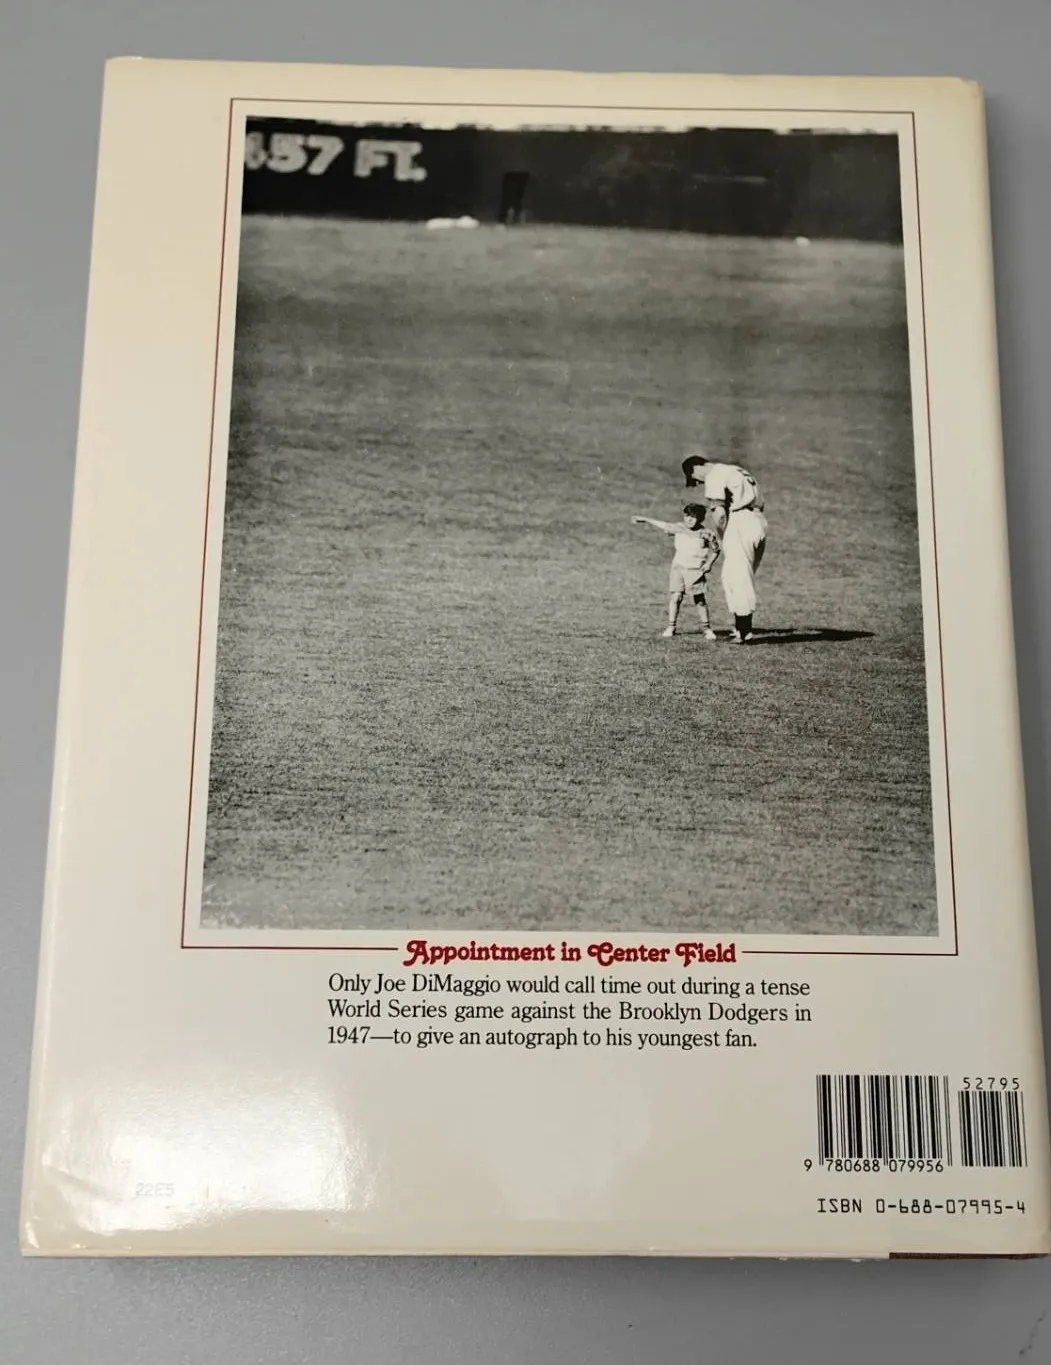 457 FT.
Appointment in Center Field
Only Joe DiMaggio would call time out during a tense
World Series game against the Brooklyn Dodgers in
1947—to give an autograph to his youngest fan.
52795
9 780688 079956
ISBN 0-688-07995-4
22E5